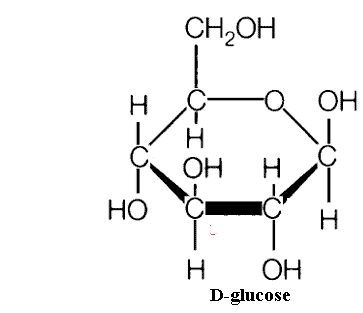 CH2OH
H C O OH
H
C OH H C
HO C C H
H OH
D-glucose